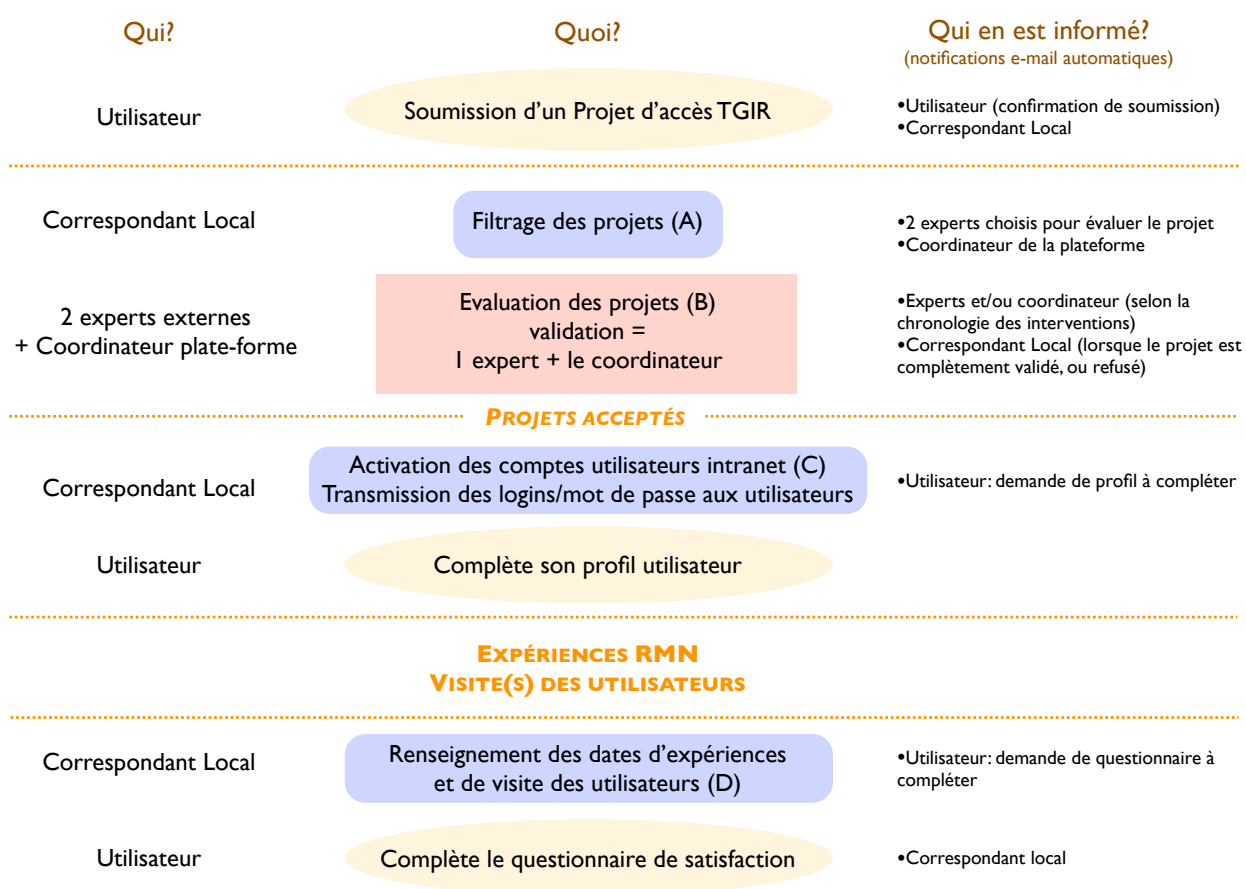 Qui?
Quoi?
Qui en est informé?
(notifications e-mail automatiques)
Utilisateur
Soumission d'un Projet d'accès TGIR
•Utilisateur (confirmation de soumission)
•Correspondant Local
Correspondant Local
Filtrage des projets (A)
•2 experts choisis pour évaluer le projet
•Coordinateur de la plateforme
2 experts externes
+ Coordinateur plate-forme
Evaluation des projets (B)
validation =
1 expert + le coordinateur
•Experts et/ou coordinateur (selon la
chronologie des interventions)
•Correspondant Local (lorsque le projet est
complètement validé, ou refusé)
PROJETS ACCEPTÉS
Correspondant Local
Activation des comptes utilisateurs intranet (C)
Transmission des logins/mot de passe aux utilisateurs
•Utilisateur: demande de profil à compléter
Utilisateur
Complète son profil utilisateur
EXPÉRIENCES RMN
VISITE(S) DES UTILISATEURS
Correspondant Local
Renseignement des dates d'expériences
et de visite des utilisateurs (D)
•Utilisateur: demande de questionnaire à
compléter
Utilisateur
Complète le questionnaire de satisfaction
•Correspondant local